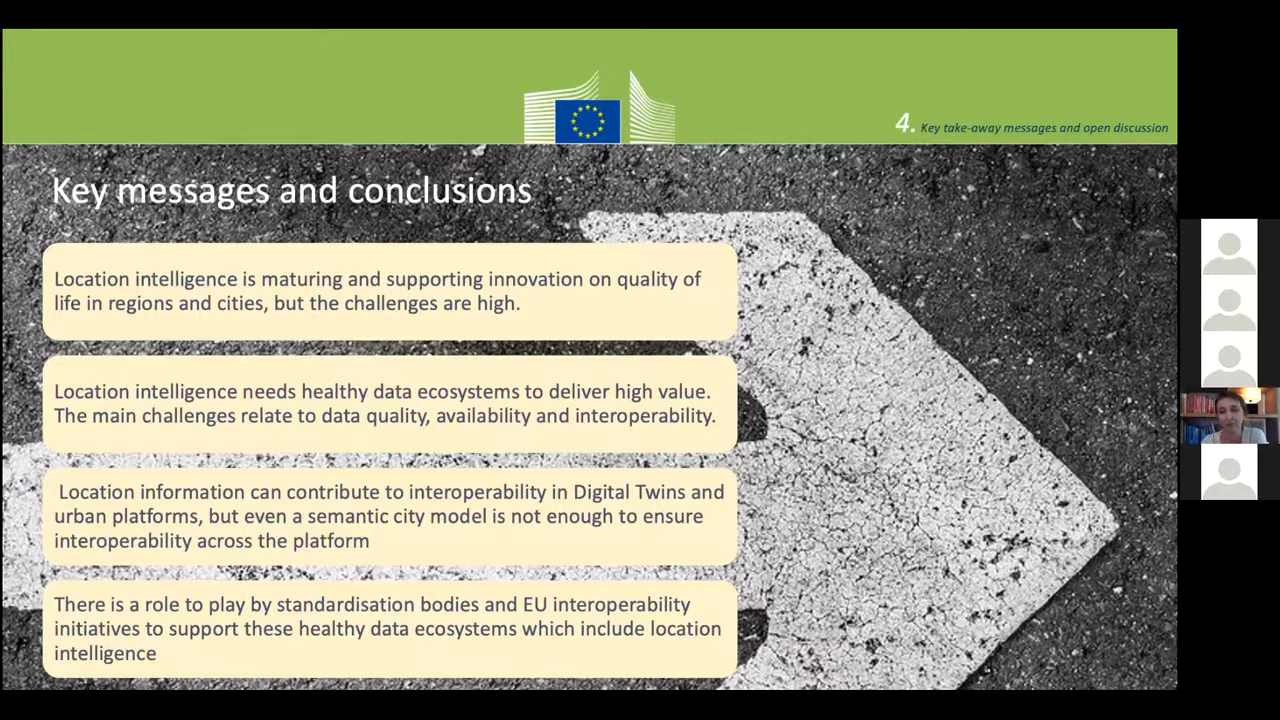 4. Key take-away messages and open discussion
Key messages and conclusions
Location intelligence is maturing and supporting innovation on quality of
life in regions and cities, but the challenges are high.
Location intelligence needs healthy data ecosystems to deliver high value.
The main challenges relate to data quality, availability and interoperability.
Location information can contribute to interoperability in Digital Twins and
urban platforms, but even a semantic city model is not enough to ensure
interoperability across the platform
There is a role to play by standardisation bodies and EU interoperability
initiatives to support these healthy data ecosystems which include location
intelligence